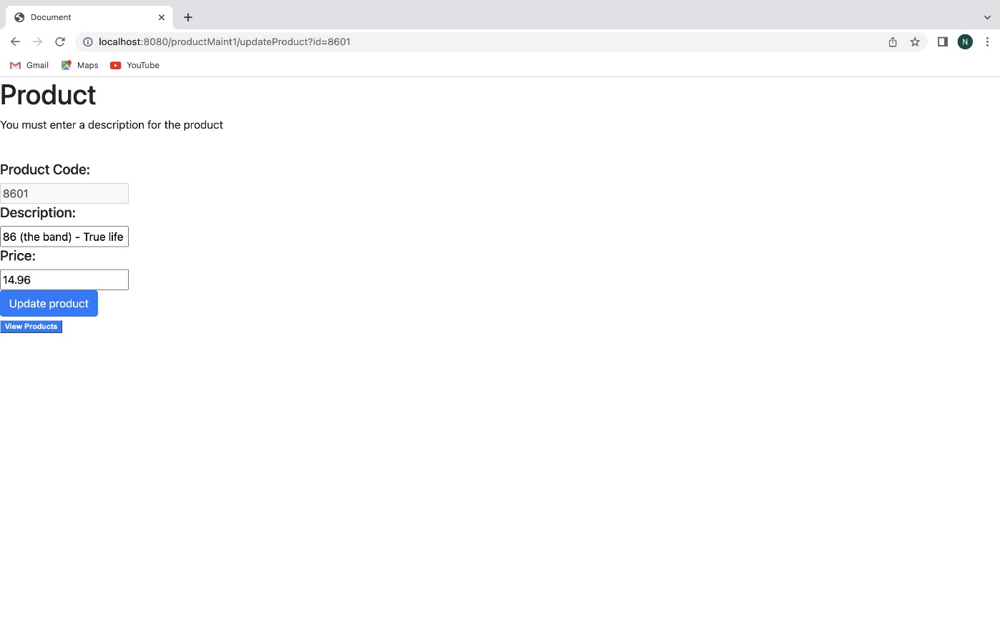 Document
localhost:8080/productMaint1/updateProduct?id=8601
N
Gmail Maps YouTube
Product
You must enter a description for the product
Product Code:
8601
Description:
86 (the band) - True life
Price:
14.96
Update product
View Products